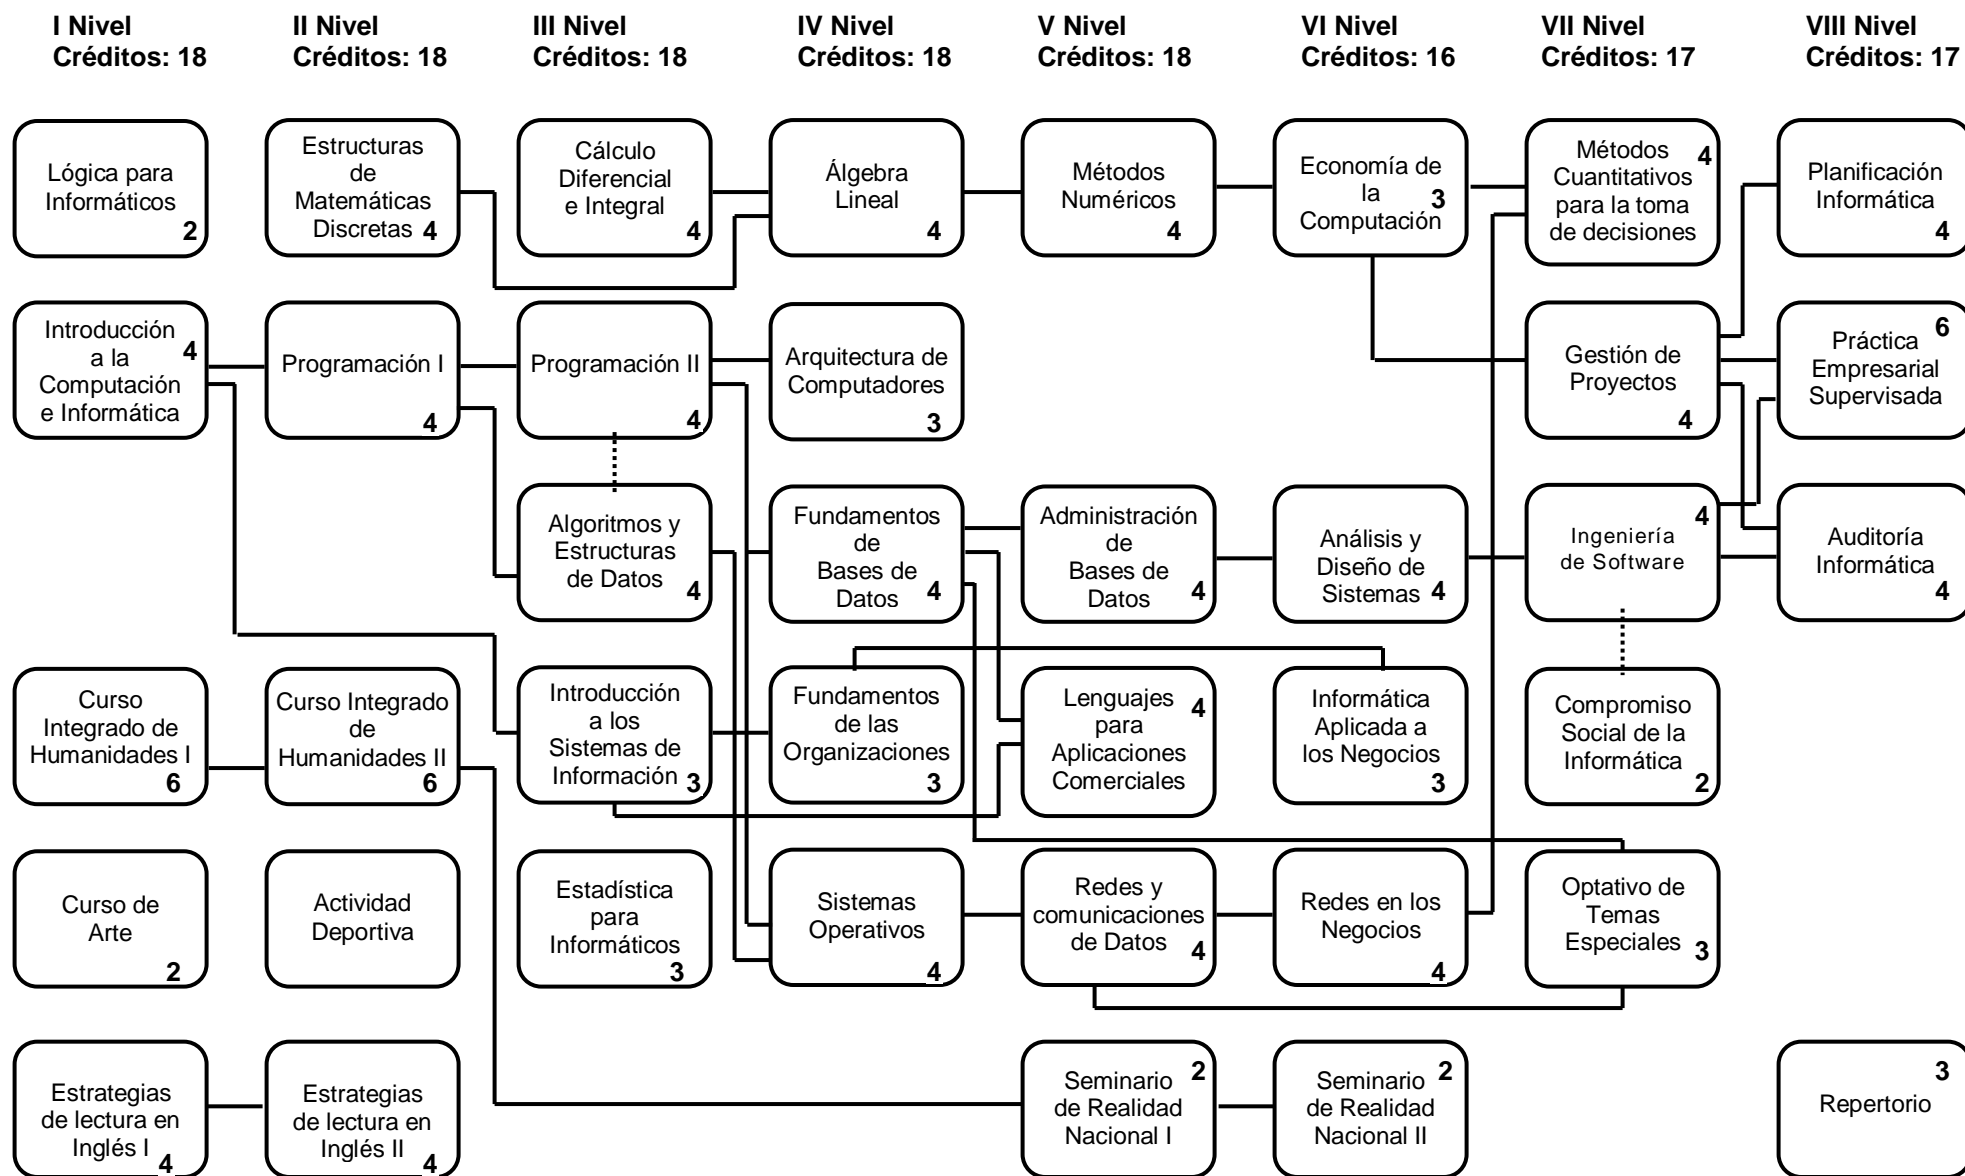 I Nivel
Créditos: 18
II Nivel
Créditos: 18
III Nivel
Créditos: 18
IV Nivel
Créditos: 18
V Nivel
Créditos: 18
VI Nivel
Créditos: 16
VII Nivel
Créditos: 17
VIII Nivel
Créditos: 17
Lógica para
Informáticos
2
Estructuras
de
Matemáticas
Discretas 4
Cálculo
Diferencial
e Integral
4
Álgebra
Lineal
4
Métodos
Numéricos
4
Economía de
la
3
Computación
Métodos 4
Cuantitativos
para la toma
de decisiones
Planificación
Informática
4
Introducción
a la 4
Computación
e Informática
Programación I
4
Programación II
4
Arquitectura de
Computadores
3
Gestión de
Proyectos
4
6
Práctica
Empresarial
Supervisada
Algoritmos y
Estructuras
de Datos
4
Fundamentos
de
Bases de
Datos 4
Administración
de
Bases de
Datos 4
Análisis y
Diseño de
Sistemas 4
4
Ingeniería
de Software
Auditoría
Informática
4
Curso
Integrado de
Humanidades I
6
Curso Integrado
de
Humanidades II
6
Introducción
a los
Sistemas de
Información 3
Fundamentos
de las
Organizaciones
3
Lenguajes 4
para
Aplicaciones
Comerciales
Informática
Aplicada a
los Negocios
3
Compromiso
Social de la
Informática
2
Curso de
Arte
2
Actividad
Deportiva
Estadística
para
Informáticos
3
Sistemas
Operativos
4
Redes y
comunicaciones
de Datos
4
Redes en los
Negocios
4
Optativo de
Temas
Especiales 3
Estrategias
de lectura en
Inglés I
4
Estrategias
de lectura en
Inglés II
4
2
Seminario
de Realidad
Nacional I
2
Seminario
de Realidad
Nacional II
3
Repertorio